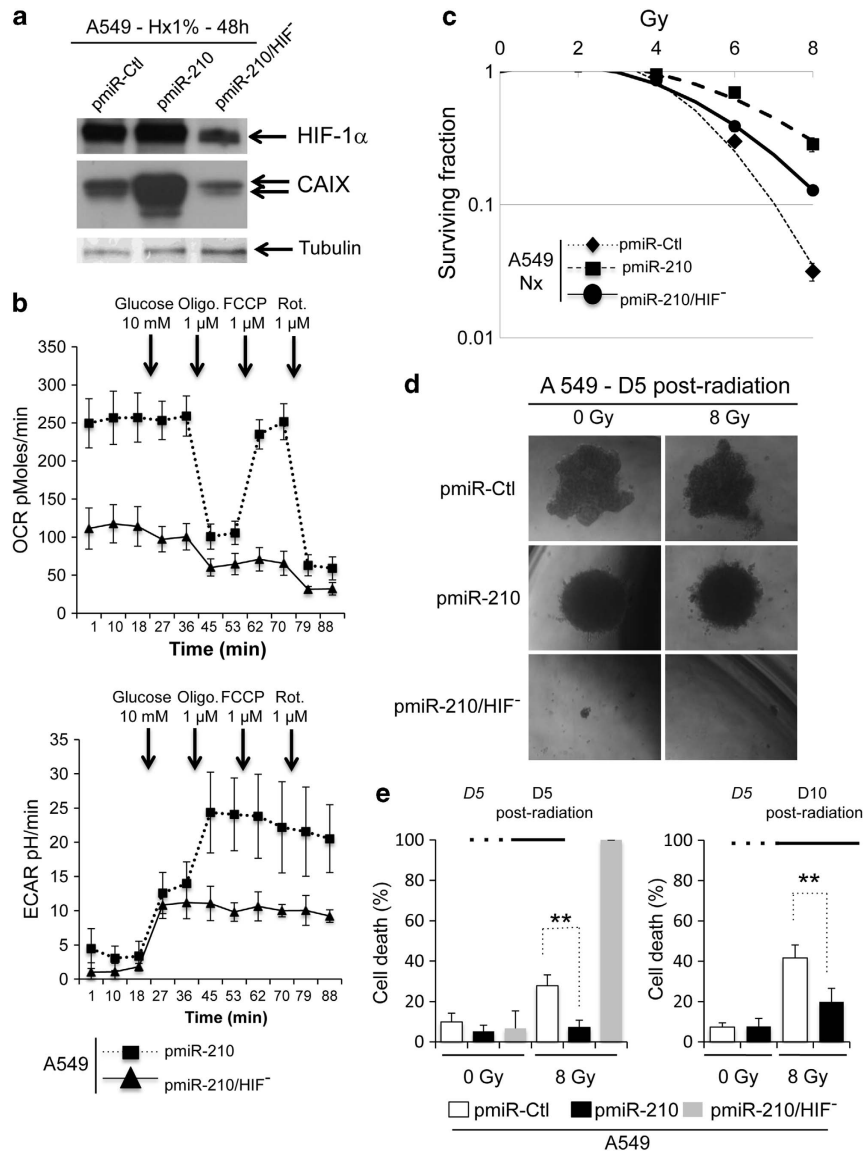 a
A549 - Hx1% - 48h
pmiR-Ctl
pmiR-210
pmiR-210/HIF⁻
HIF-1α
CAIX
Tubulin
b
Glucose Oligo. FCCP Rot.
10 mM 1 µM 1 µM 1 µM
350
300
250
200
150
100
50
0
OCR pMoles/min
1 10 18 27 36 45 53 62 70 79 88
Time (min)
Glucose Oligo. FCCP Rot.
10 mM 1 µM 1 µM 1 µM
35
30
25
20
15
10
5
0
ECAR pH/min
1 10 18 27 36 45 53 62 70 79 88
Time (min)
A549
pmiR-210
pmiR-210/HIF⁻
c
Gy
0 2 4 6 8
1
0.1
0.01
Surviving fraction
A549
Nx
pmiR-Ctl
pmiR-210
pmiR-210/HIF⁻
d
A 549 - D5 post-radiation
0 Gy 8 Gy
pmiR-Ctl
pmiR-210
pmiR-210/HIF⁻
e
D5 D5
post-radiation
100
80
60
40
20
0
Cell death (%)
**
0 Gy 8 Gy
D5 D10
post-radiation
100
80
60
40
20
0
Cell death (%)
**
0 Gy 8 Gy
pmiR-Ctl pmiR-210 pmiR-210/HIF⁻
A549